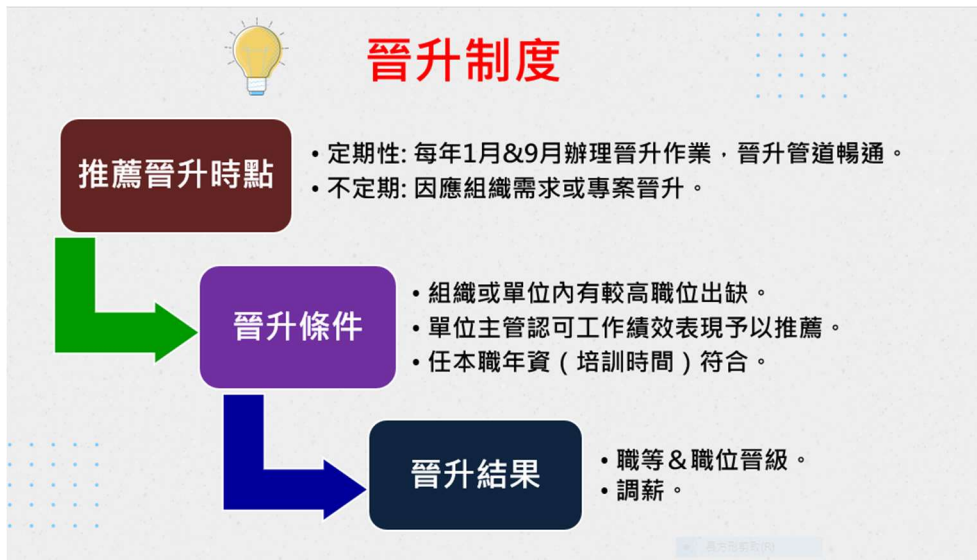 晉升制度
推薦晉升時點
• 定期性: 每年1月&9月辦理晉升作業，晉升管道暢通。
• 不定期: 因應組織需求或專案晉升。
晉升條件
• 組織或單位內有較高職位出缺。
• 單位主管認可工作績效表現予以推薦。
• 任本職年資（培訓時間）符合。
晉升結果
• 職等＆職位晉級。
• 調薪。